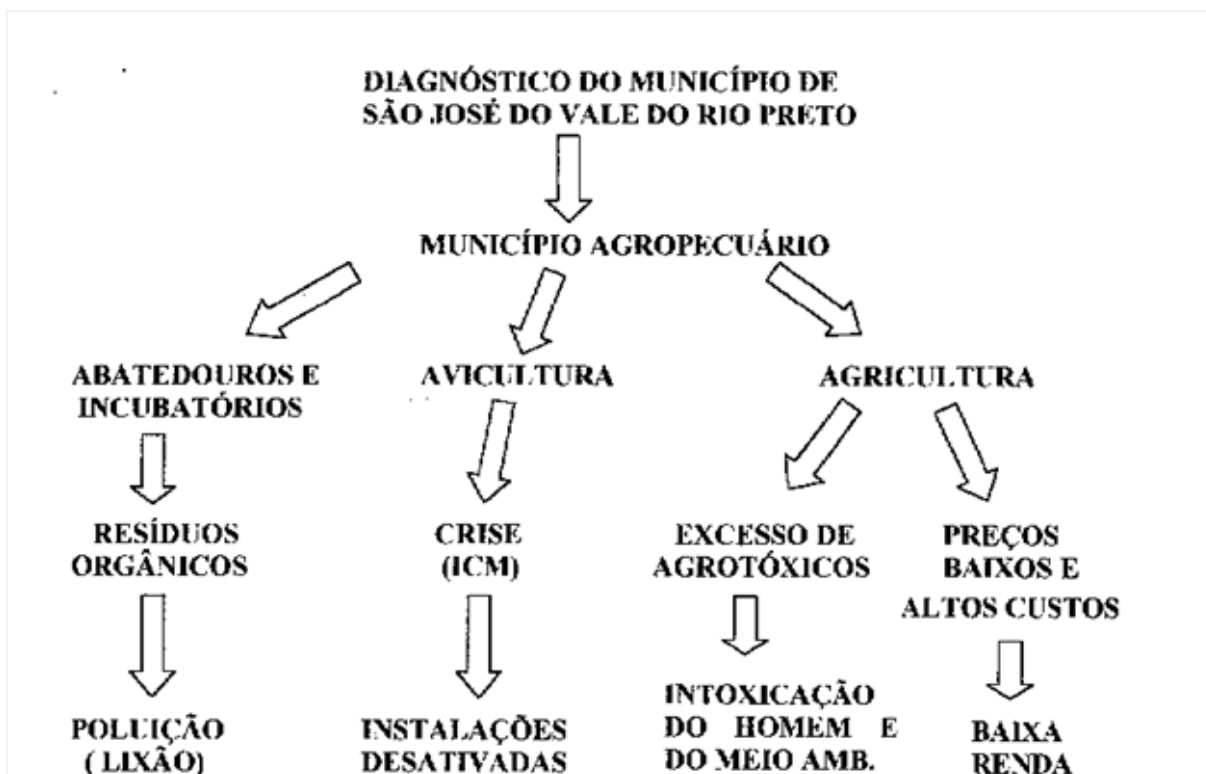 DIAGNÓSTICO DO MUNICÍPIO DE
SÃO JOSÉ DO VALE DO RIO PRETO
MUNICÍPIO AGROPECUÁRIO
ABATEDOUROS E
INCUBATÓRIOS
AVICULTURA
AGRICULTURA
RESÍDUOS
ORGÂNICOS
CRISE
(ICM)
EXCESSO DE
AGROTÓXICOS
PREÇOS
BAIXOS E
ALTOS CUSTOS
POLUIÇÃO
( LIXÃO)
INSTALAÇÕES
DESATIVADAS
INTOXICAÇÃO
DO HOMEM E
DO MEIO AMB.
BAIXA
RENDA